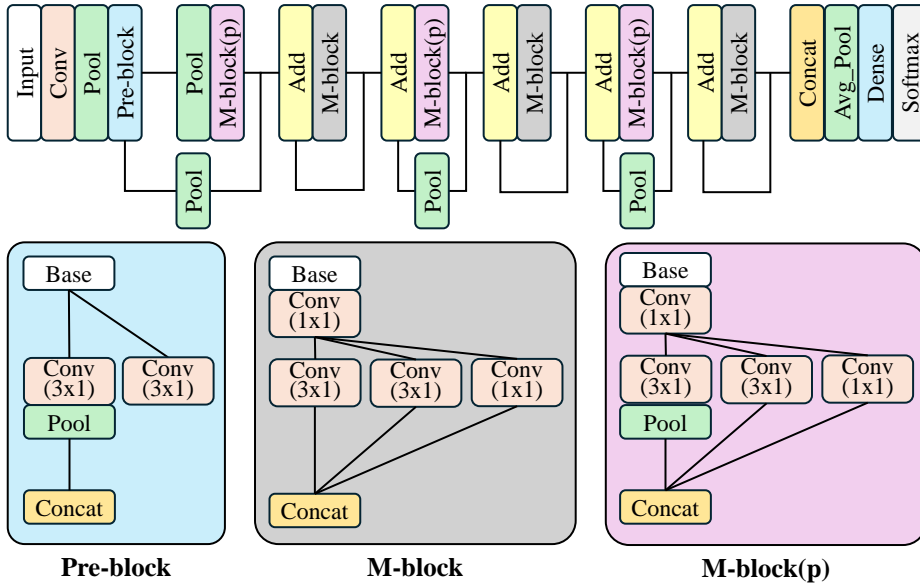 Input
Conv
Pool
Pre-block
Pool
M-block(p)
Add
M-block
Add
M-block(p)
Add
M-block
Add
M-block(p)
Add
M-block
Concat
Avg_Pool
Dense
Softmax
Pool
Pool
Pool
Base
Conv
(3x1)
Conv
(3x1)
Pool
Concat
Pre-block
Base
Conv
(1x1)
Conv
(3x1)
Conv
(3x1)
Conv
(1x1)
Concat
M-block
Base
Conv
(1x1)
Conv
(3x1)
Conv
(3x1)
Conv
(1x1)
Pool
Concat
M-block(p)